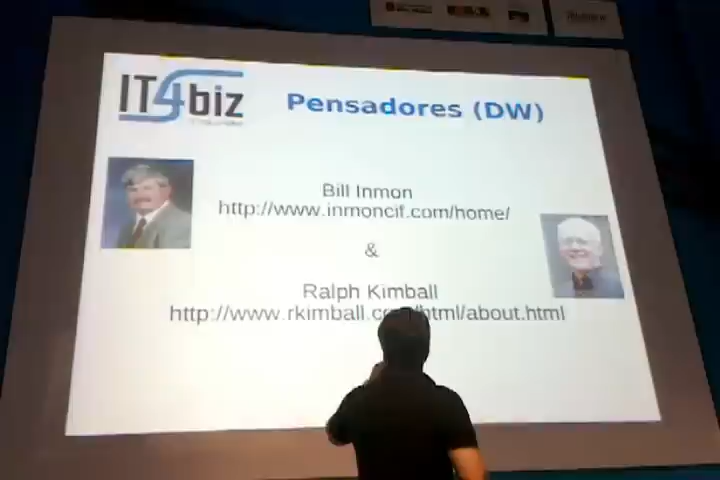 IT4biz
Pensadores (DW)
Bill Inmon
http://www.inmoncif.com/home/
&
Ralph Kimball
http://www.rkimball.com/html/about.html